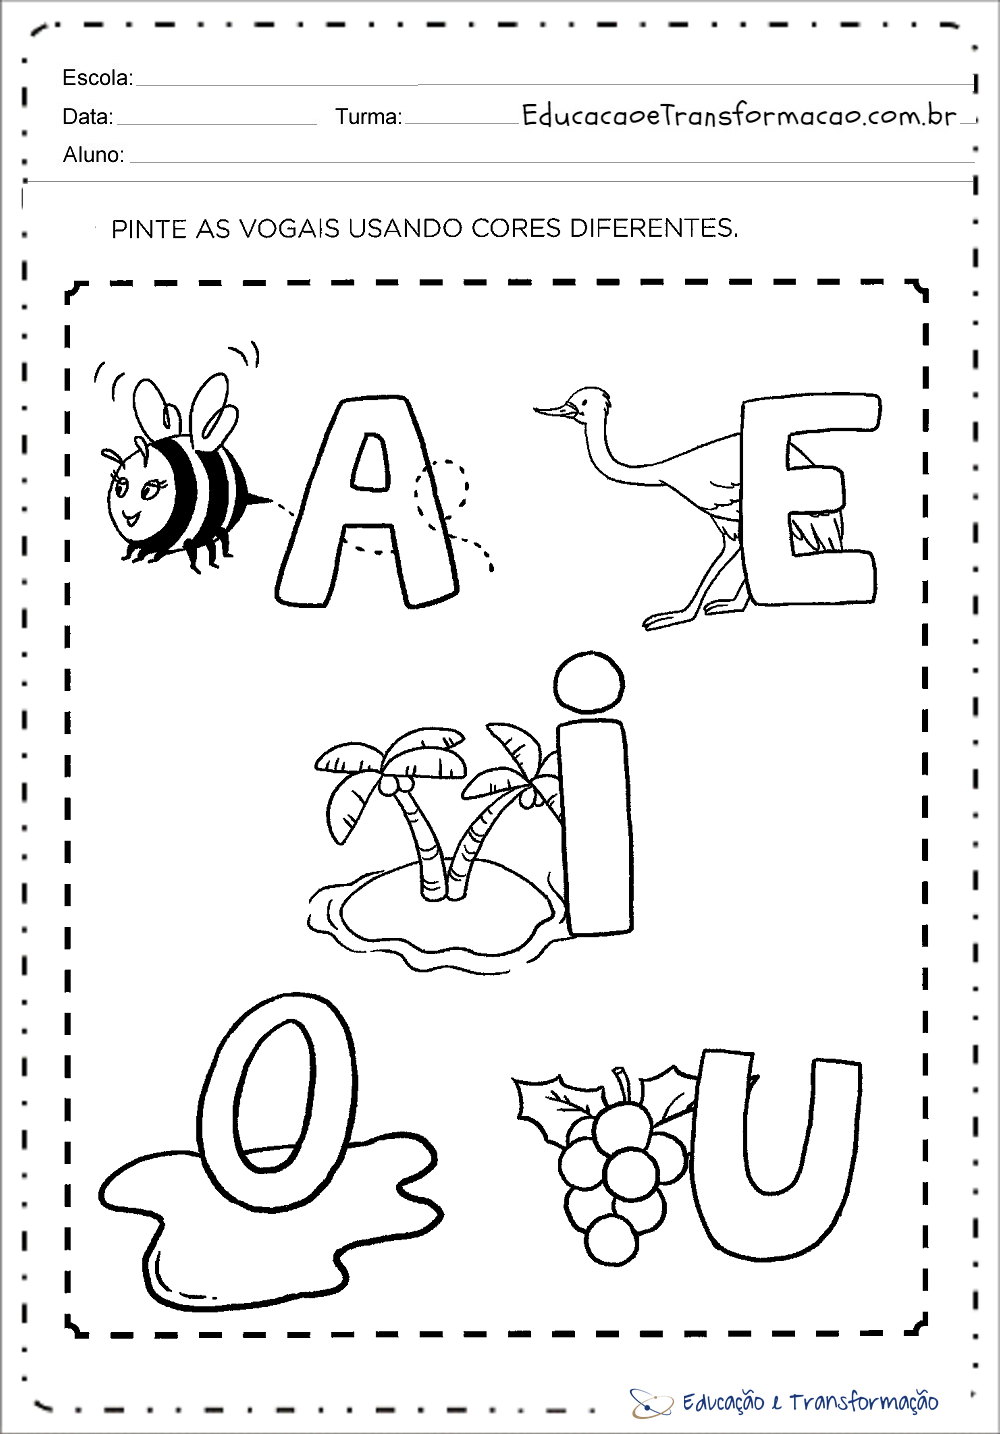 Escola:
Data: Turma: EducacaoeTransformacao.com.br
Aluno:
PINTE AS VOGAIS USANDO CORES DIFERENTES.
A E
i
O U
Educação e Transformação